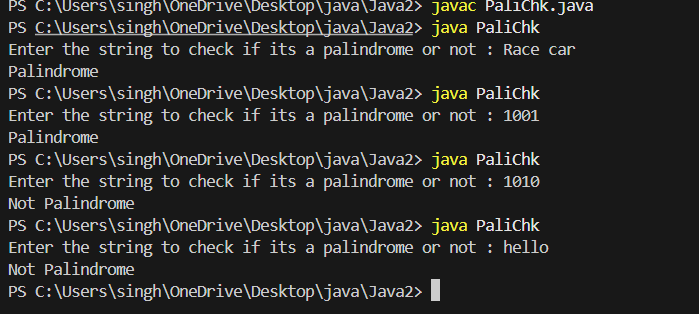 PS C:\Users\singh\OneDrive\Desktop\java\Java2> javac PaliChk.java
PS C:\Users\singh\OneDrive\Desktop\java\Java2> java PaliChk
Enter the string to check if its a palindrome or not : Race car
Palindrome
PS C:\Users\singh\OneDrive\Desktop\java\Java2> java PaliChk
Enter the string to check if its a palindrome or not : 1001
Palindrome
PS C:\Users\singh\OneDrive\Desktop\java\Java2> java PaliChk
Enter the string to check if its a palindrome or not : 1010
Not Palindrome
PS C:\Users\singh\OneDrive\Desktop\java\Java2> java PaliChk
Enter the string to check if its a palindrome or not : hello
Not Palindrome
PS C:\Users\singh\OneDrive\Desktop\java\Java2>